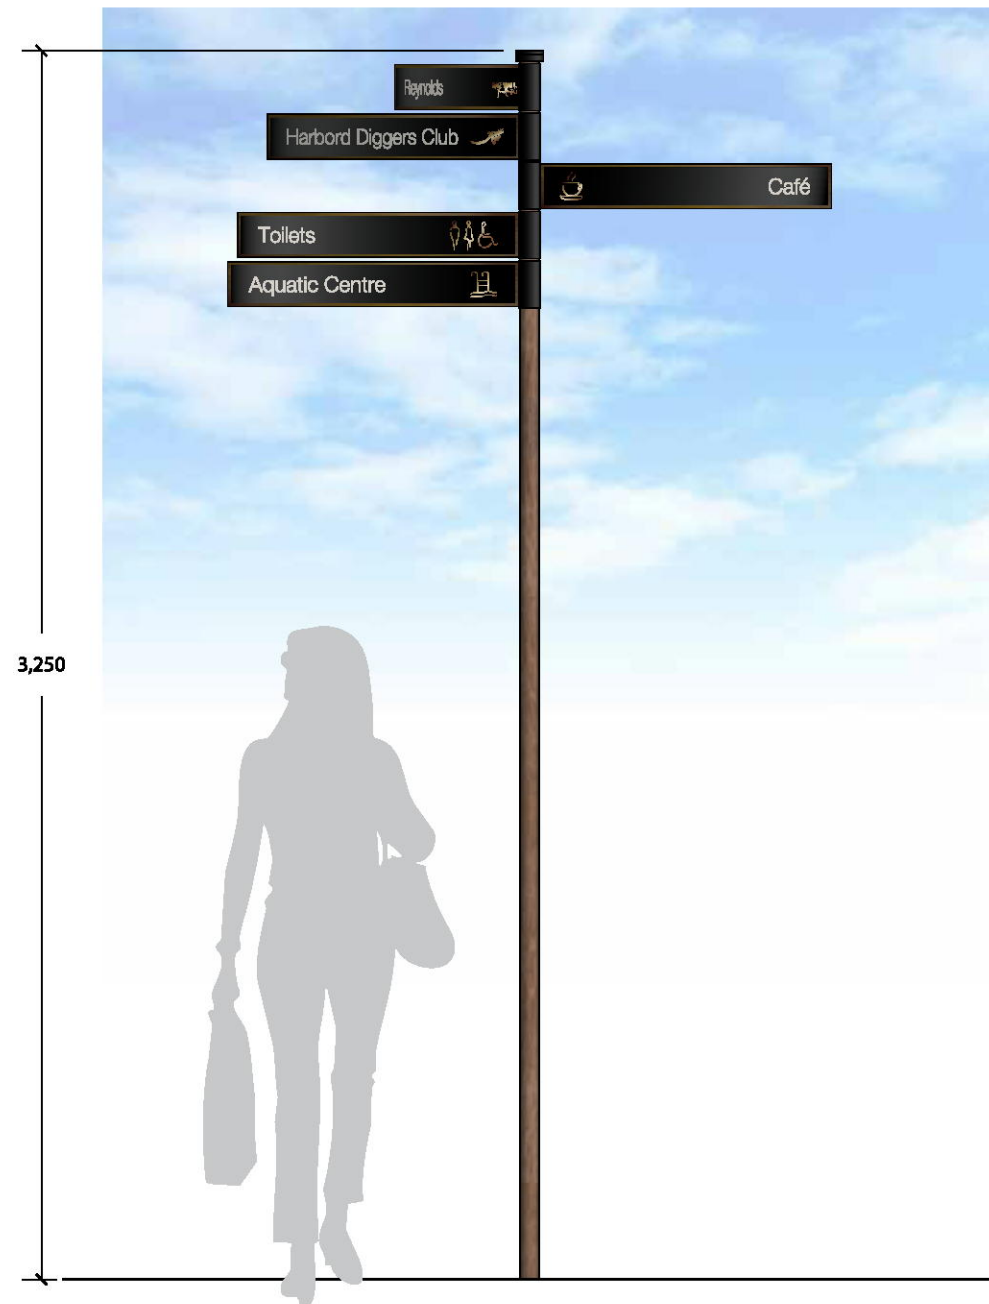 Reynolds
Harbord Diggers Club
Café
Toilets
Aquatic Centre
3,250